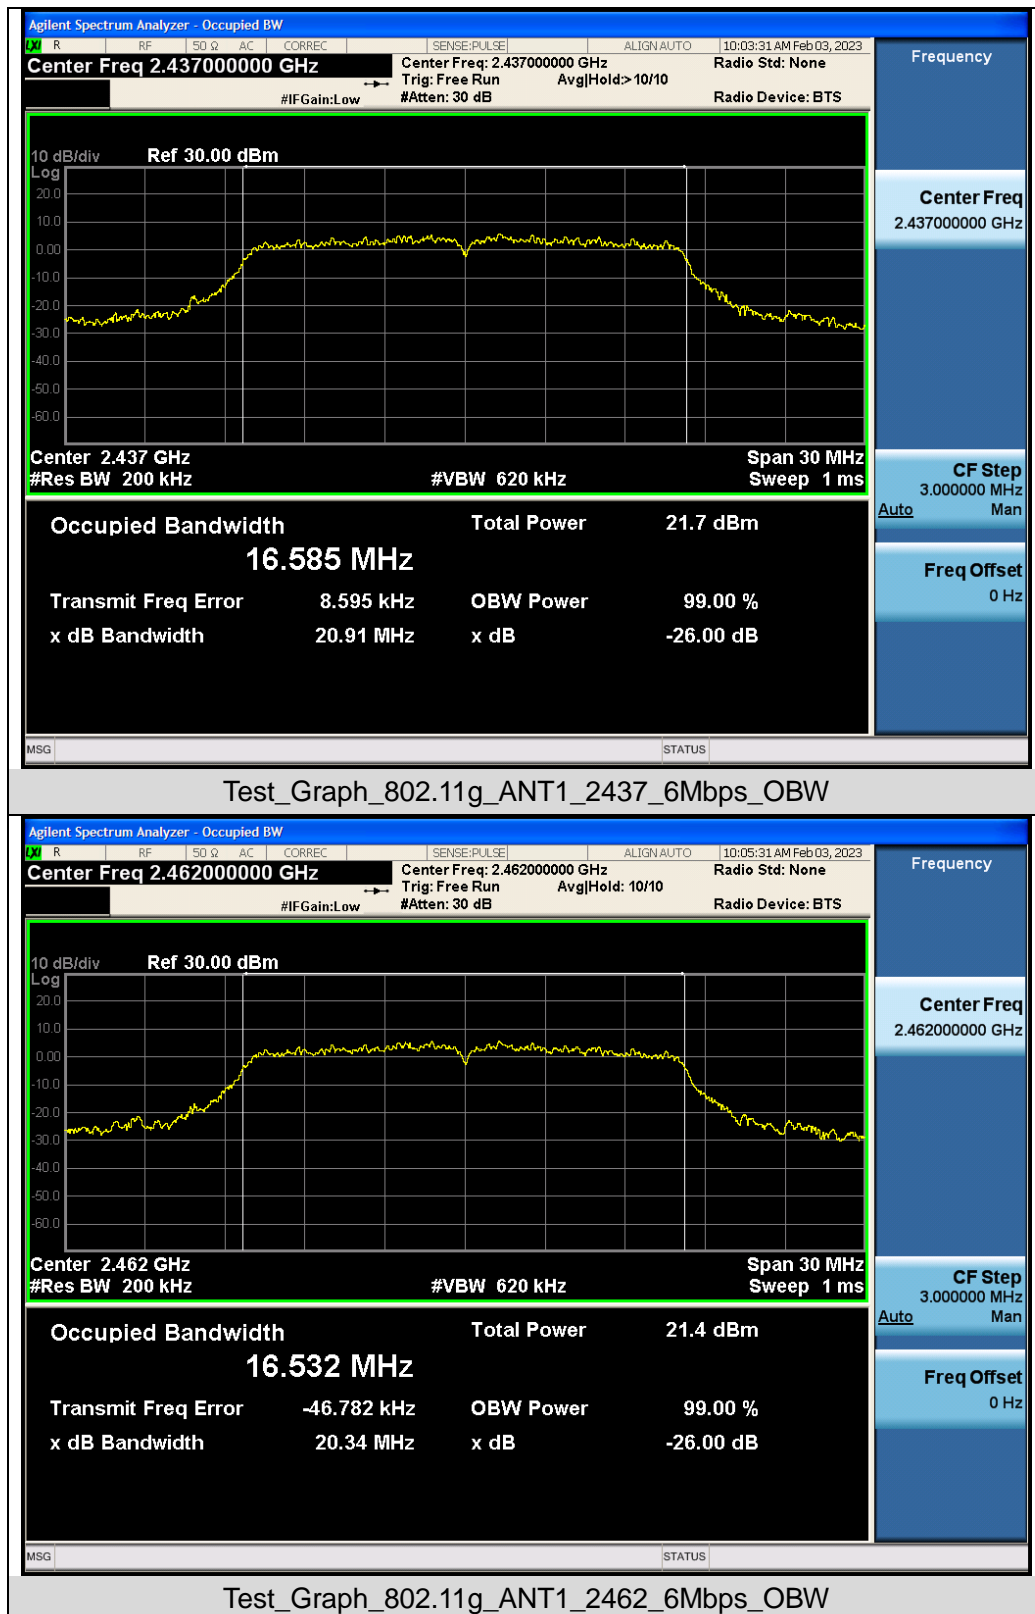 Agilent Spectrum Analyzer - Occupied BW
LXI R RF 50 Ω AC CORREC SENSE:PULSE ALIGN AUTO 10:03:31 AM Feb 03, 2023
Center Freq 2.437000000 GHz Center Freq: 2.437000000 GHz Radio Std: None Frequency
Trig: Free Run Avg|Hold:> 10/10
#IFGain:Low #Atten: 30 dB Radio Device: BTS
10 dB/div Ref 30.00 dBm
Log
20.0
10.0
0.00
-10.0
-20.0
-30.0
-40.0
-50.0
-60.0
Center Freq
2.437000000 GHz
Center 2.437 GHz Span 30 MHz
#Res BW 200 kHz #VBW 620 kHz Sweep 1 ms
CF Step
3.000000 MHz
Auto Man
Occupied Bandwidth Total Power 21.7 dBm
16.585 MHz
Freq Offset
0 Hz
Transmit Freq Error 8.595 kHz OBW Power 99.00 %
x dB Bandwidth 20.91 MHz x dB -26.00 dB
MSG STATUS
Test_Graph_802.11g_ANT1_2437_6Mbps_OBW
Agilent Spectrum Analyzer - Occupied BW
LXI R RF 50 Ω AC CORREC SENSE:PULSE ALIGN AUTO 10:05:31 AM Feb 03, 2023
Center Freq 2.462000000 GHz Center Freq: 2.462000000 GHz Radio Std: None Frequency
Trig: Free Run Avg|Hold: 10/10
#IFGain:Low #Atten: 30 dB Radio Device: BTS
10 dB/div Ref 30.00 dBm
Log
20.0
10.0
0.00
-10.0
-20.0
-30.0
-40.0
-50.0
-60.0
Center Freq
2.462000000 GHz
Center 2.462 GHz Span 30 MHz
#Res BW 200 kHz #VBW 620 kHz Sweep 1 ms
CF Step
3.000000 MHz
Auto Man
Occupied Bandwidth Total Power 21.4 dBm
16.532 MHz
Freq Offset
0 Hz
Transmit Freq Error -46.782 kHz OBW Power 99.00 %
x dB Bandwidth 20.34 MHz x dB -26.00 dB
MSG STATUS
Test_Graph_802.11g_ANT1_2462_6Mbps_OBW